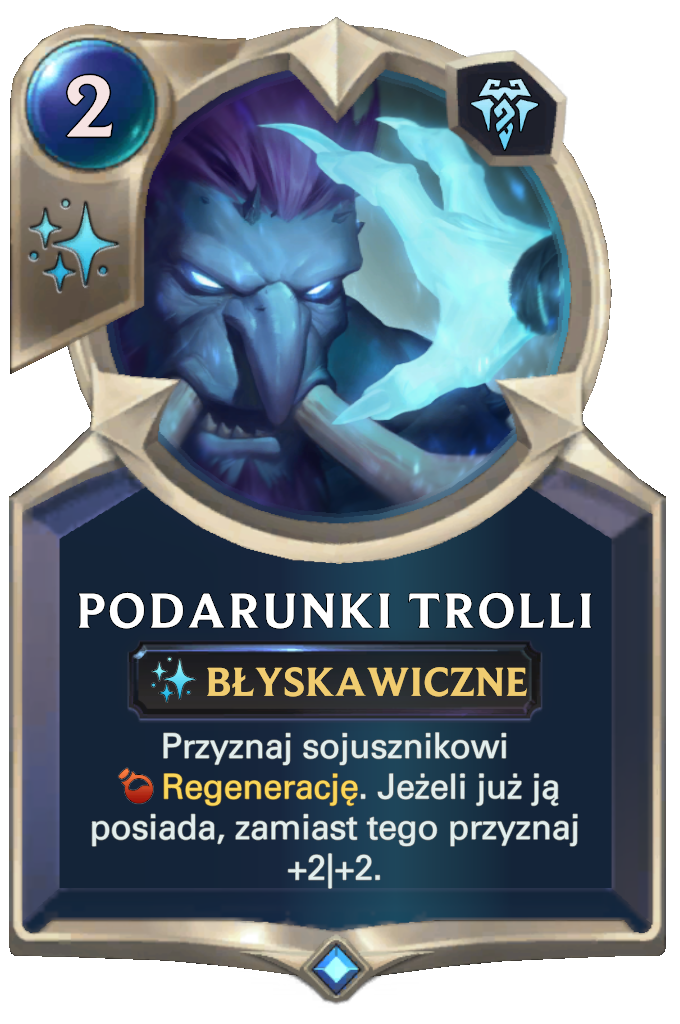 2
PODARUNKI TROLLI
BŁYSKAWICZNE
Przyznaj sojusznikowi
Regenerację. Jeżeli już ją
posiada, zamiast tego przyznaj
+2|+2.